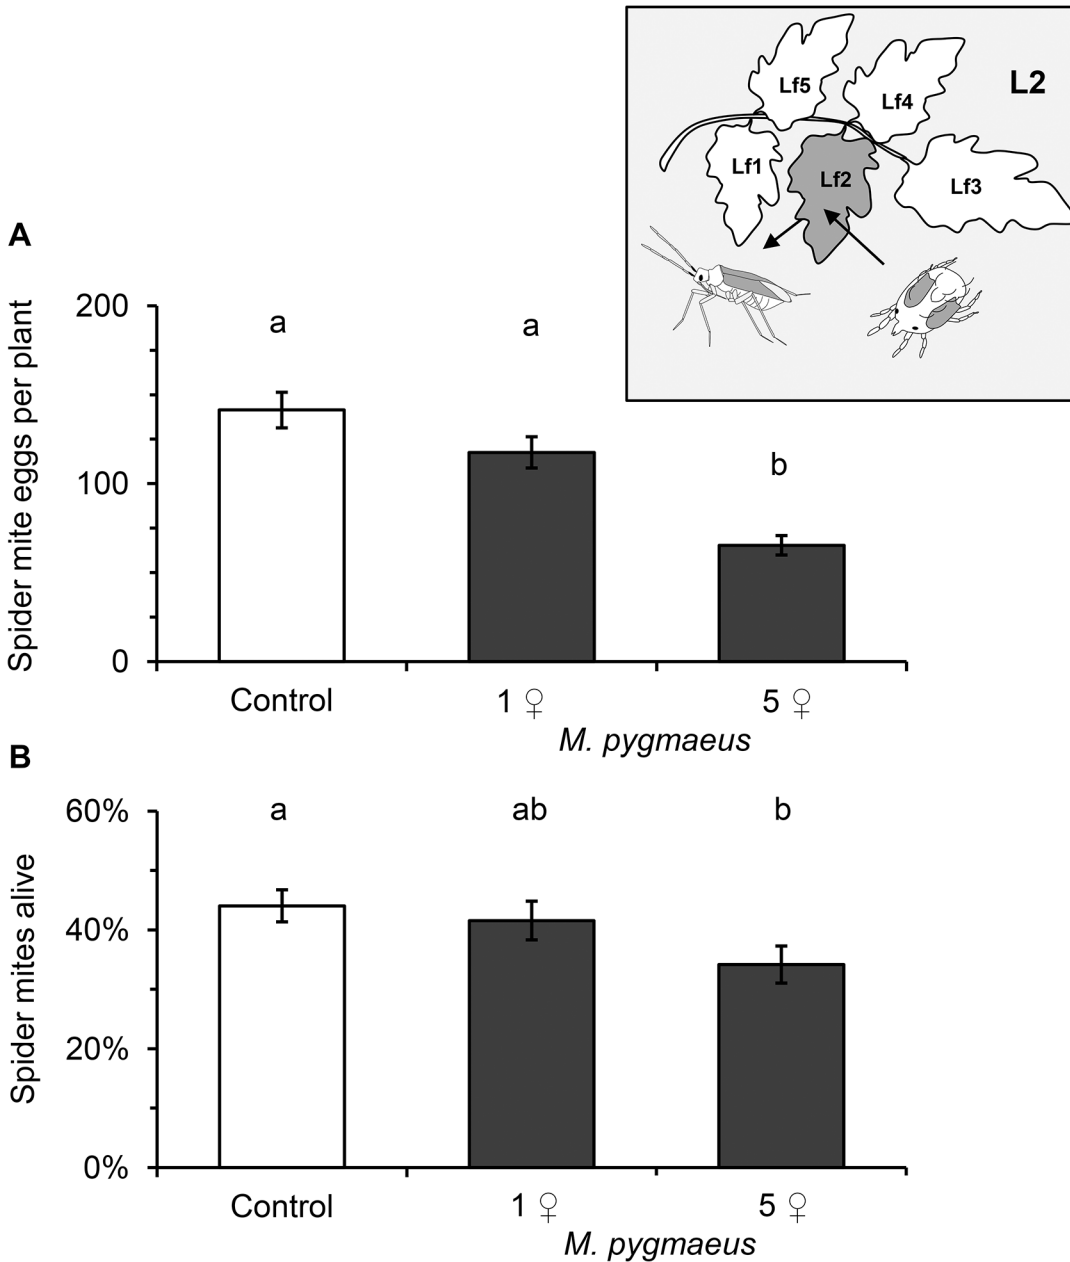 L2
Lf5
Lf4
Lf1
Lf2
Lf3
A
Spider mite eggs per plant
200
100
0
a
a
b
Control
1 ♀
5 ♀
M. pygmaeus
B
Spider mites alive
60%
40%
20%
0%
a
ab
b
Control
1 ♀
5 ♀
M. pygmaeus